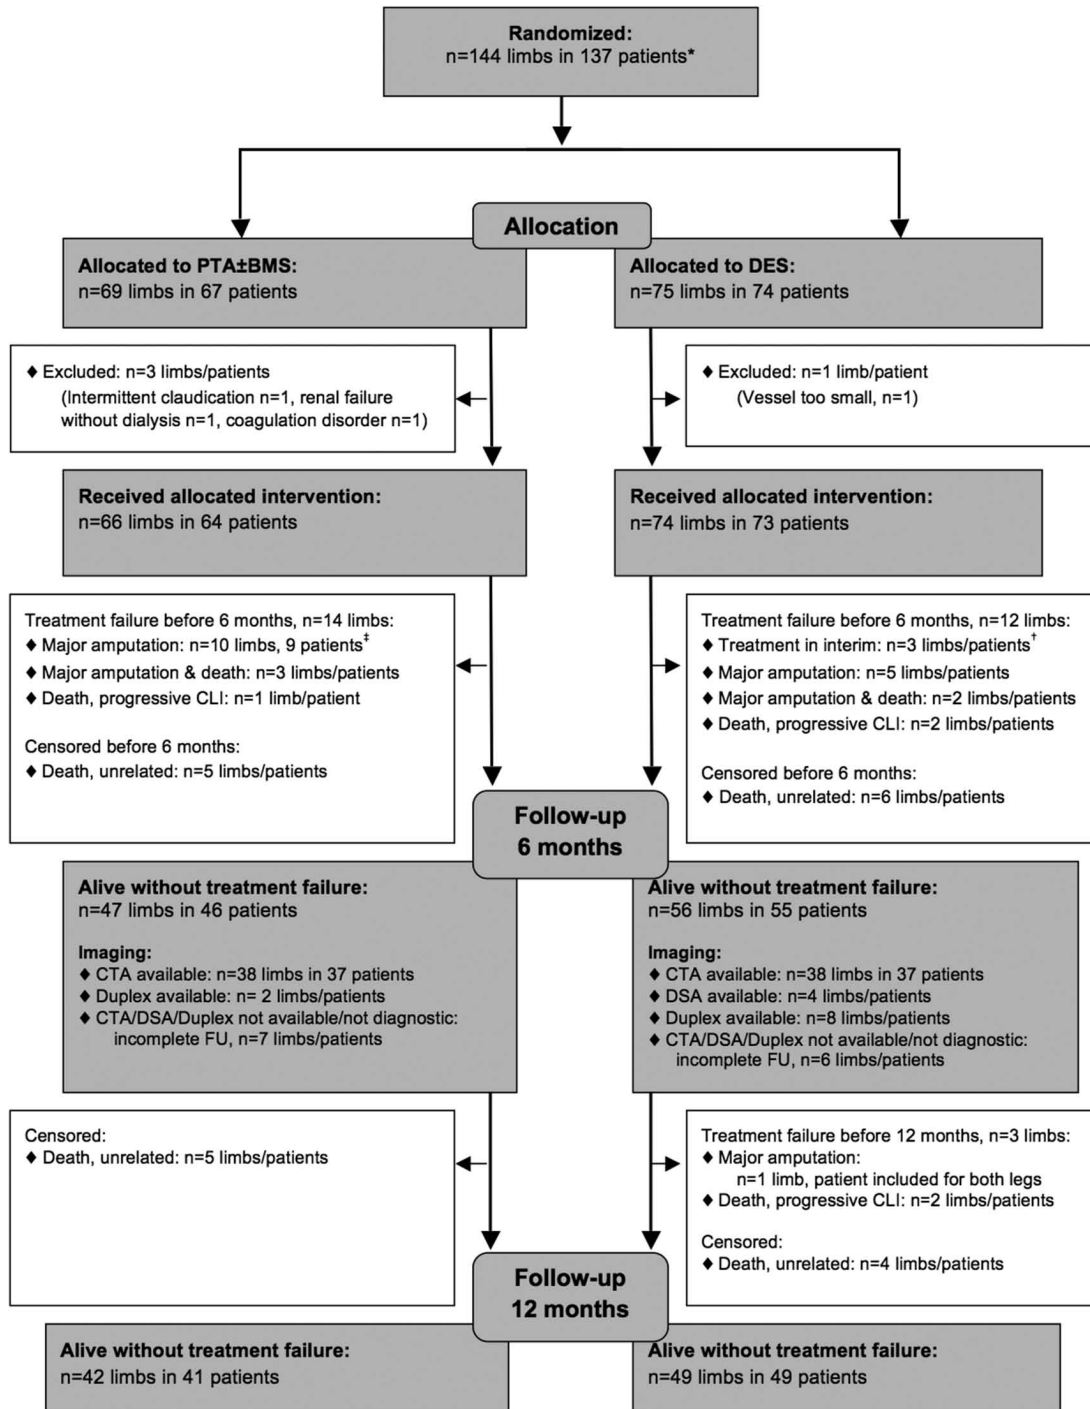 Randomized:
n=144 limbs in 137 patients*
Allocation
Allocated to PTA±BMS:
n=69 limbs in 67 patients
Allocated to DES:
n=75 limbs in 74 patients
♦ Excluded: n=3 limbs/patients
(Intermittent claudication n=1, renal failure
without dialysis n=1, coagulation disorder n=1)
♦ Excluded: n=1 limb/patient
(Vessel too small, n=1)
Received allocated intervention:
n=66 limbs in 64 patients
Received allocated intervention:
n=74 limbs in 73 patients
Treatment failure before 6 months, n=14 limbs:
♦ Major amputation: n=10 limbs, 9 patients‡
♦ Major amputation & death: n=3 limbs/patients
♦ Death, progressive CLI: n=1 limb/patient
Censored before 6 months:
♦ Death, unrelated: n=5 limbs/patients
Treatment failure before 6 months, n=12 limbs:
♦ Treatment in interim: n=3 limbs/patients†
♦ Major amputation: n=5 limbs/patients
♦ Major amputation & death: n=2 limbs/patients
♦ Death, progressive CLI: n=2 limbs/patients
Censored before 6 months:
♦ Death, unrelated: n=6 limbs/patients
Follow-up
6 months
Alive without treatment failure:
n=47 limbs in 46 patients
Imaging:
♦ CTA available: n=38 limbs in 37 patients
♦ Duplex available: n= 2 limbs/patients
♦ CTA/DSA/Duplex not available/not diagnostic:
incomplete FU, n=7 limbs/patients
Alive without treatment failure:
n=56 limbs in 55 patients
Imaging:
♦ CTA available: n=38 limbs in 37 patients
♦ DSA available: n=4 limbs/patients
♦ Duplex available: n=8 limbs/patients
♦ CTA/DSA/Duplex not available/not diagnostic:
incomplete FU, n=6 limbs/patients
Censored:
♦ Death, unrelated: n=5 limbs/patients
Treatment failure before 12 months, n=3 limbs:
♦ Major amputation:
n=1 limb, patient included for both legs
♦ Death, progressive CLI: n=2 limbs/patients
Censored:
♦ Death, unrelated: n=4 limbs/patients
Follow-up
12 months
Alive without treatment failure:
n=42 limbs in 41 patients
Alive without treatment failure:
n=49 limbs in 49 patients